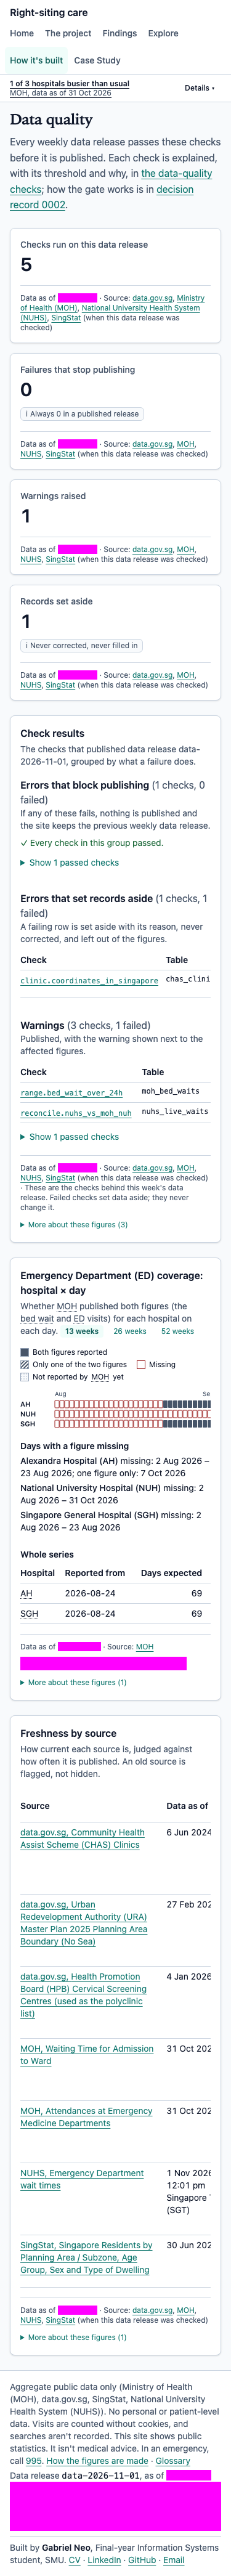 Right-siting care
Home The project Findings Explore
How it's built Case Study
1 of 3 hospitals busier than usual
MOH, data as of 31 Oct 2026
Details
Data quality
Every weekly data release passes these checks
before it is published. Each check is explained,
with its threshold and why, in the data-quality
checks; how the gate works is in decision
record 0002.
Checks run on this data release
5
Data as of · Source: data.gov.sg, Ministry
of Health (MOH), National University Health System
(NUHS), SingStat (when this data release was
checked)
Failures that stop publishing
0
i Always 0 in a published release
Data as of · Source: data.gov.sg, MOH,
NUHS, SingStat (when this data release was checked)
Warnings raised
1
Data as of · Source: data.gov.sg, MOH,
NUHS, SingStat (when this data release was checked)
Records set aside
1
i Never corrected, never filled in
Data as of · Source: data.gov.sg, MOH,
NUHS, SingStat (when this data release was checked)
Check results
The checks that published data release data-
2026-11-01, grouped by what a failure does.
Errors that block publishing (1 checks, 0
failed)
If any of these fails, nothing is published and
the site keeps the previous weekly data release.
✓ Every check in this group passed.
▶ Show 1 passed checks
Errors that set records aside (1 checks, 1
failed)
A failing row is set aside with its reason, never
corrected, and left out of the figures.
Check Table
clinic.coordinates_in_singapore chas_clini
Warnings (3 checks, 1 failed)
Published, with the warning shown next to the
affected figures.
Check Table
range.bed_wait_over_24h moh_bed_waits
reconcile.nuhs_vs_moh_nuh nuhs_live_waits
▶ Show 1 passed checks
Data as of · Source: data.gov.sg, MOH,
NUHS, SingStat (when this data release was checked)
· These are the checks behind this week's data
release. Failed checks set data aside; they never
change it.
▶ More about these figures (3)
Emergency Department (ED) coverage:
hospital × day
Whether MOH published both figures (the
bed wait and ED visits) for each hospital on
each day. 13 weeks 26 weeks 52 weeks
Both figures reported
Only one of the two figures Missing
Not reported by MOH yet
Aug Se
AH
NUH
SGH
Days with a figure missing
Alexandra Hospital (AH) missing: 2 Aug 2026 –
23 Aug 2026; one figure only: 7 Oct 2026
National University Hospital (NUH) missing: 2
Aug 2026 – 31 Oct 2026
Singapore General Hospital (SGH) missing: 2
Aug 2026 – 23 Aug 2026
Whole series
Hospital Reported from Days expected
AH 2026-08-24 69
SGH 2026-08-24 69
Data as of · Source: MOH
▶ More about these figures (1)
Freshness by source
How current each source is, judged against
how often it is published. An old source is
flagged, not hidden.
Source Data as of
data.gov.sg, Community Health
Assist Scheme (CHAS) Clinics
6 Jun 2024
data.gov.sg, Urban
Redevelopment Authority (URA)
Master Plan 2025 Planning Area
Boundary (No Sea)
27 Feb 202
data.gov.sg, Health Promotion
Board (HPB) Cervical Screening
Centres (used as the polyclinic
list)
4 Jan 2026
MOH, Waiting Time for Admission
to Ward
31 Oct 202
MOH, Attendances at Emergency
Medicine Departments
31 Oct 202
NUHS, Emergency Department
wait times
1 Nov 2026
12:01 pm
Singapore
(SGT)
SingStat, Singapore Residents by
Planning Area / Subzone, Age
Group, Sex and Type of Dwelling
30 Jun 202
Data as of · Source: data.gov.sg, MOH,
NUHS, SingStat (when this data release was checked)
▶ More about these figures (1)
Aggregate public data only (Ministry of Health
(MOH), data.gov.sg, SingStat, National University
Health System (NUHS)). No personal or patient-level
data. Visits are counted without cookies, and
searches aren't recorded. This site shows public
statistics. It isn't medical advice. In an emergency,
call 995. How the figures are made · Glossary
Data release data-2026-11-01, as of
Built by Gabriel Neo, Final-year Information Systems
student, SMU. CV · LinkedIn · GitHub · Email